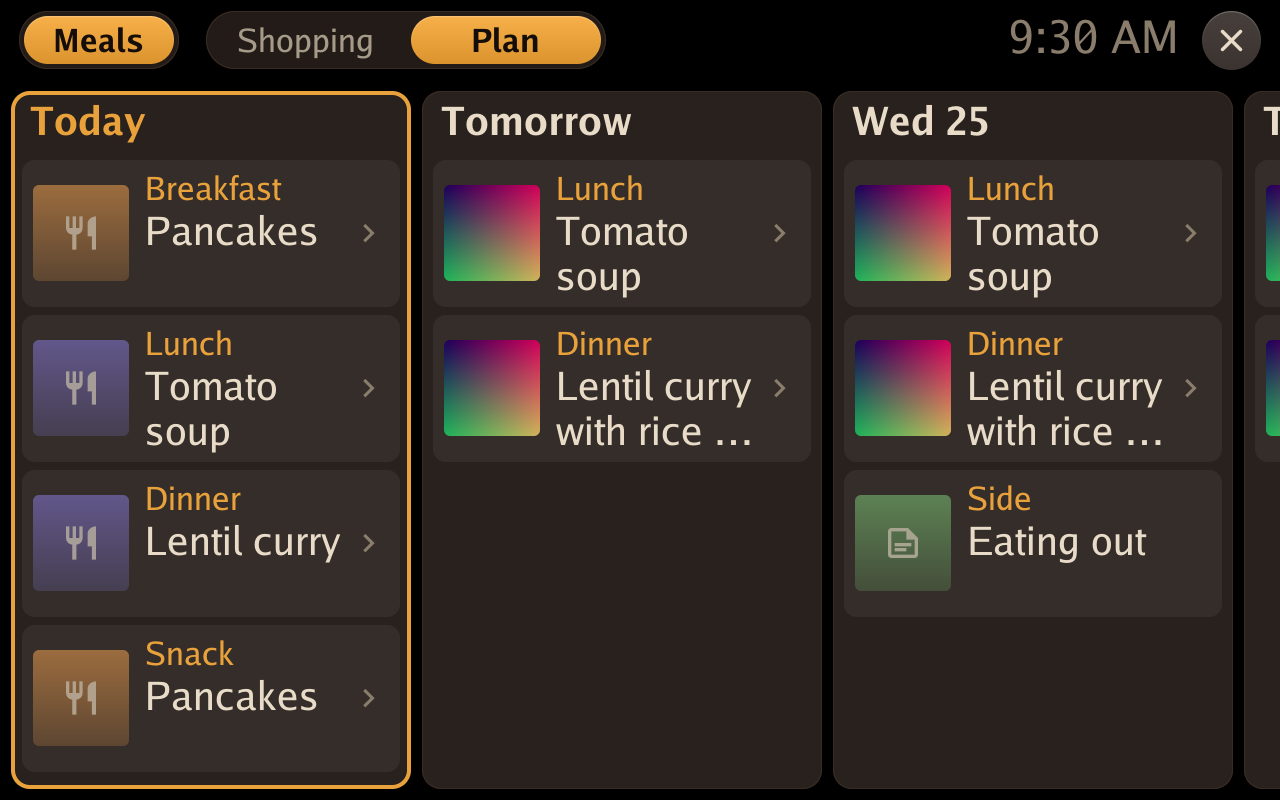 Meals
Shopping
Plan
9:30 AM
Today
Breakfast
Pancakes
Lunch
Tomato
soup
Dinner
Lentil curry
Snack
Pancakes
Tomorrow
Lunch
Tomato
soup
Dinner
Lentil curry
with rice …
Wed 25
Lunch
Tomato
soup
Dinner
Lentil curry
with rice …
Side
Eating out